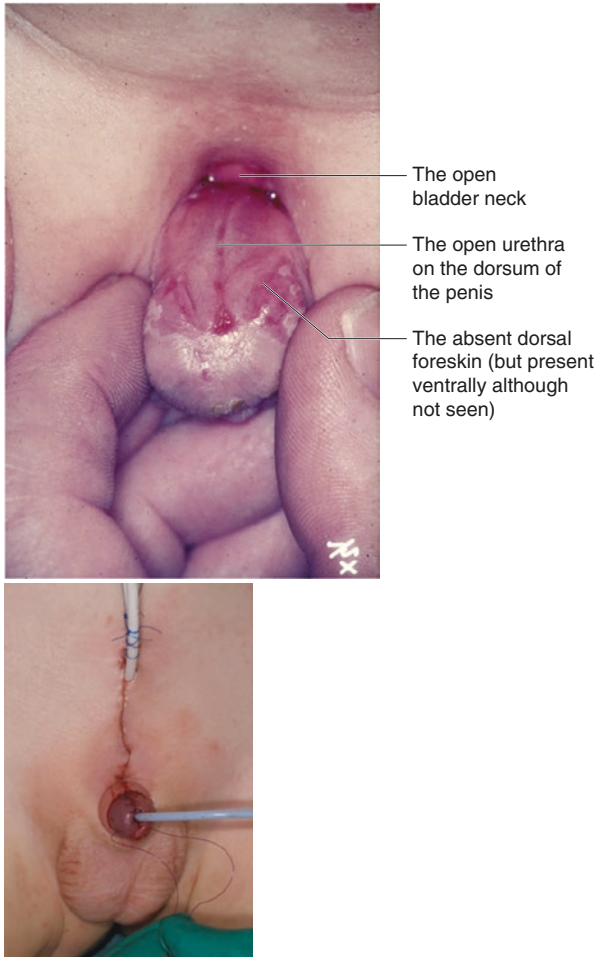 The open
bladder neck
The open urethra
on the dorsum of
the penis
The absent dorsal
foreskin (but present
ventrally although
not seen)